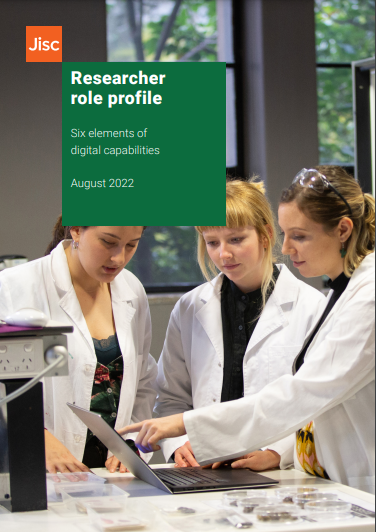 Jisc
Researcher
role profile
Six elements of
digital capabilities
August 2022